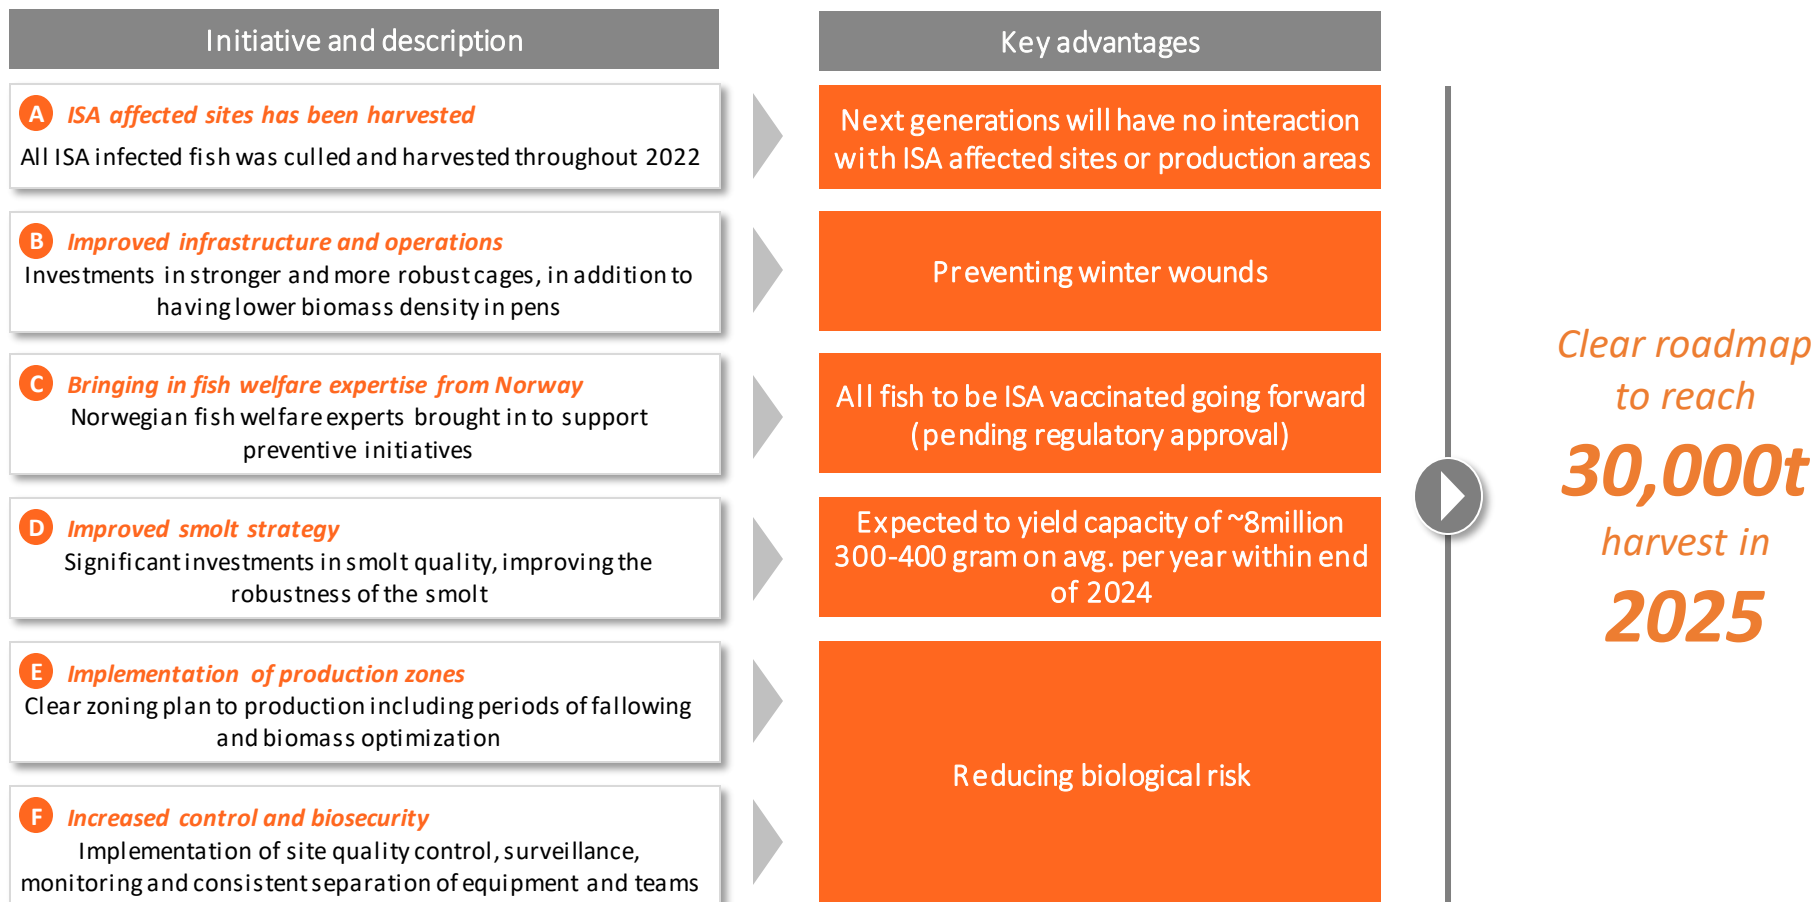 Initiative and description
Key advantages
A ISA affected sites has been harvested
All ISA infected fish was culled and harvested throughout 2022
Next generations will have no interaction
with ISA affected sites or production areas
B Improved infrastructure and operations
Investments in stronger and more robust cages, in addition to
having lower biomass density in pens
Preventing winter wounds
C Bringing in fish welfare expertise from Norway
Norwegian fish welfare experts brought in to support
preventive initiatives
All fish to be ISA vaccinated going forward
(pending regulatory approval)
D Improved smolt strategy
Significant investments in smolt quality, improving the
robustness of the smolt
Expected to yield capacity of ~8million
300-400 gram on avg. per year within end
of 2024
E Implementation of production zones
Clear zoning plan to production including periods of fallowing
and biomass optimization
F Increased control and biosecurity
Implementation of site quality control, surveillance,
monitoring and consistent separation of equipment and teams
Reducing biological risk
Clear roadmap
to reach
30,000t
harvest in
2025